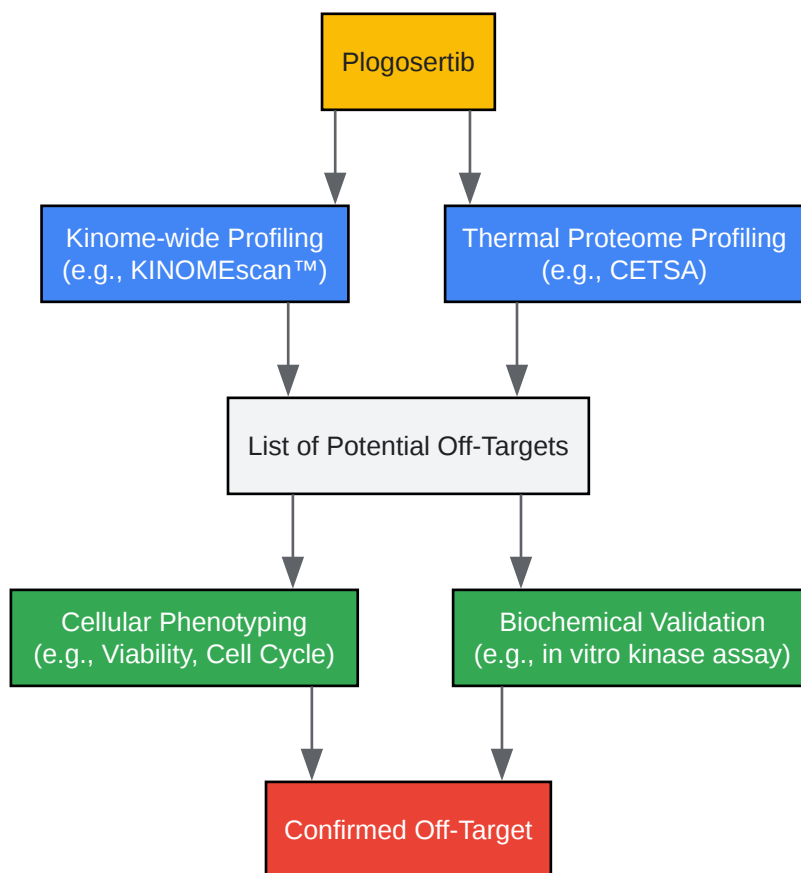 Plogosertib
Kinome-wide Profiling
(e.g., KINOMEscan™)
Thermal Proteome Profiling
(e.g., CETSA)
List of Potential Off-Targets
Cellular Phenotyping
(e.g., Viability, Cell Cycle)
Biochemical Validation
(e.g., in vitro kinase assay)
Confirmed Off-Target